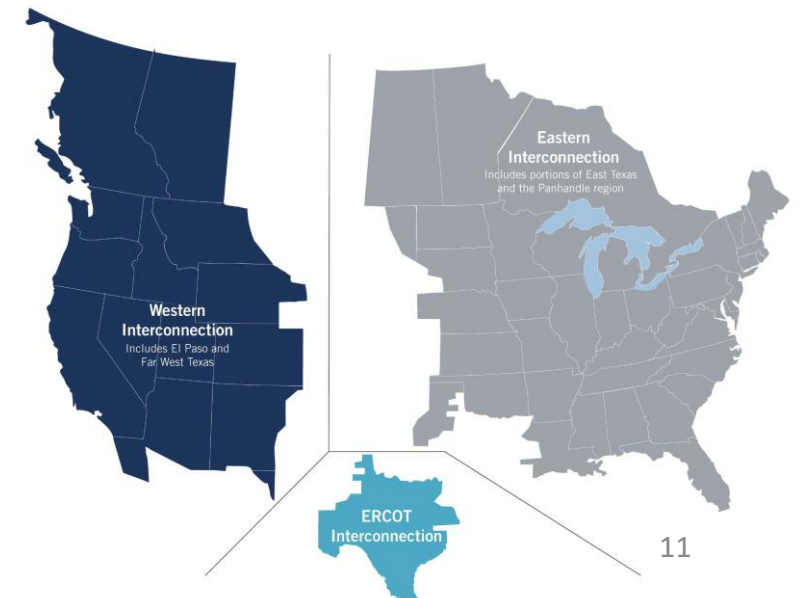 Eastern
Interconnection
Includes portions of East Texas
and the Panhandle region
Western
Interconnection
Includes El Paso and
Far West Texas
ERCOT
Interconnection
11